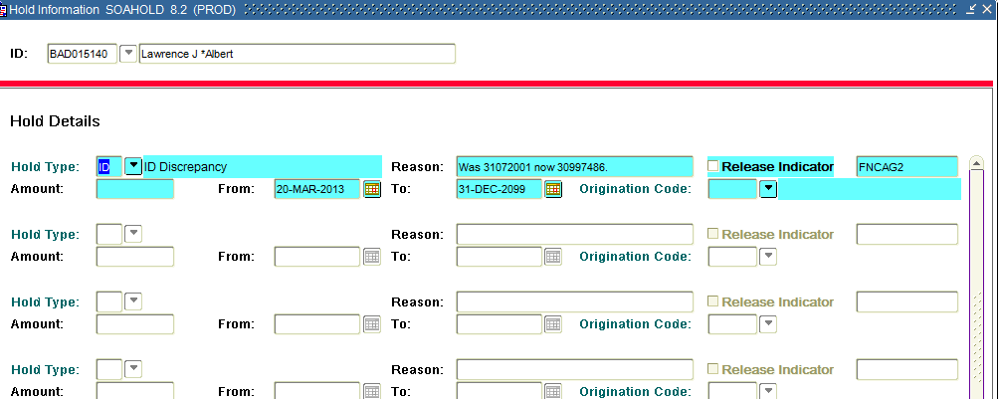 Hold Information SOAHOLD 8.2 (PROD)
ID: BAD015140 Lawrence J *Albert
Hold Details
Hold Type: ID ID Discrepancy Reason: Was 31072001 now 30997486. Release Indicator FNCAG2
Amount: From: 20-MAR-2013 To: 31-DEC-2099 Origination Code:
Hold Type: Reason: Release Indicator
Amount: From: To: Origination Code:
Hold Type: Reason: Release Indicator
Amount: From: To: Origination Code:
Hold Type: Reason: Release Indicator
Amount: From: To: Origination Code: